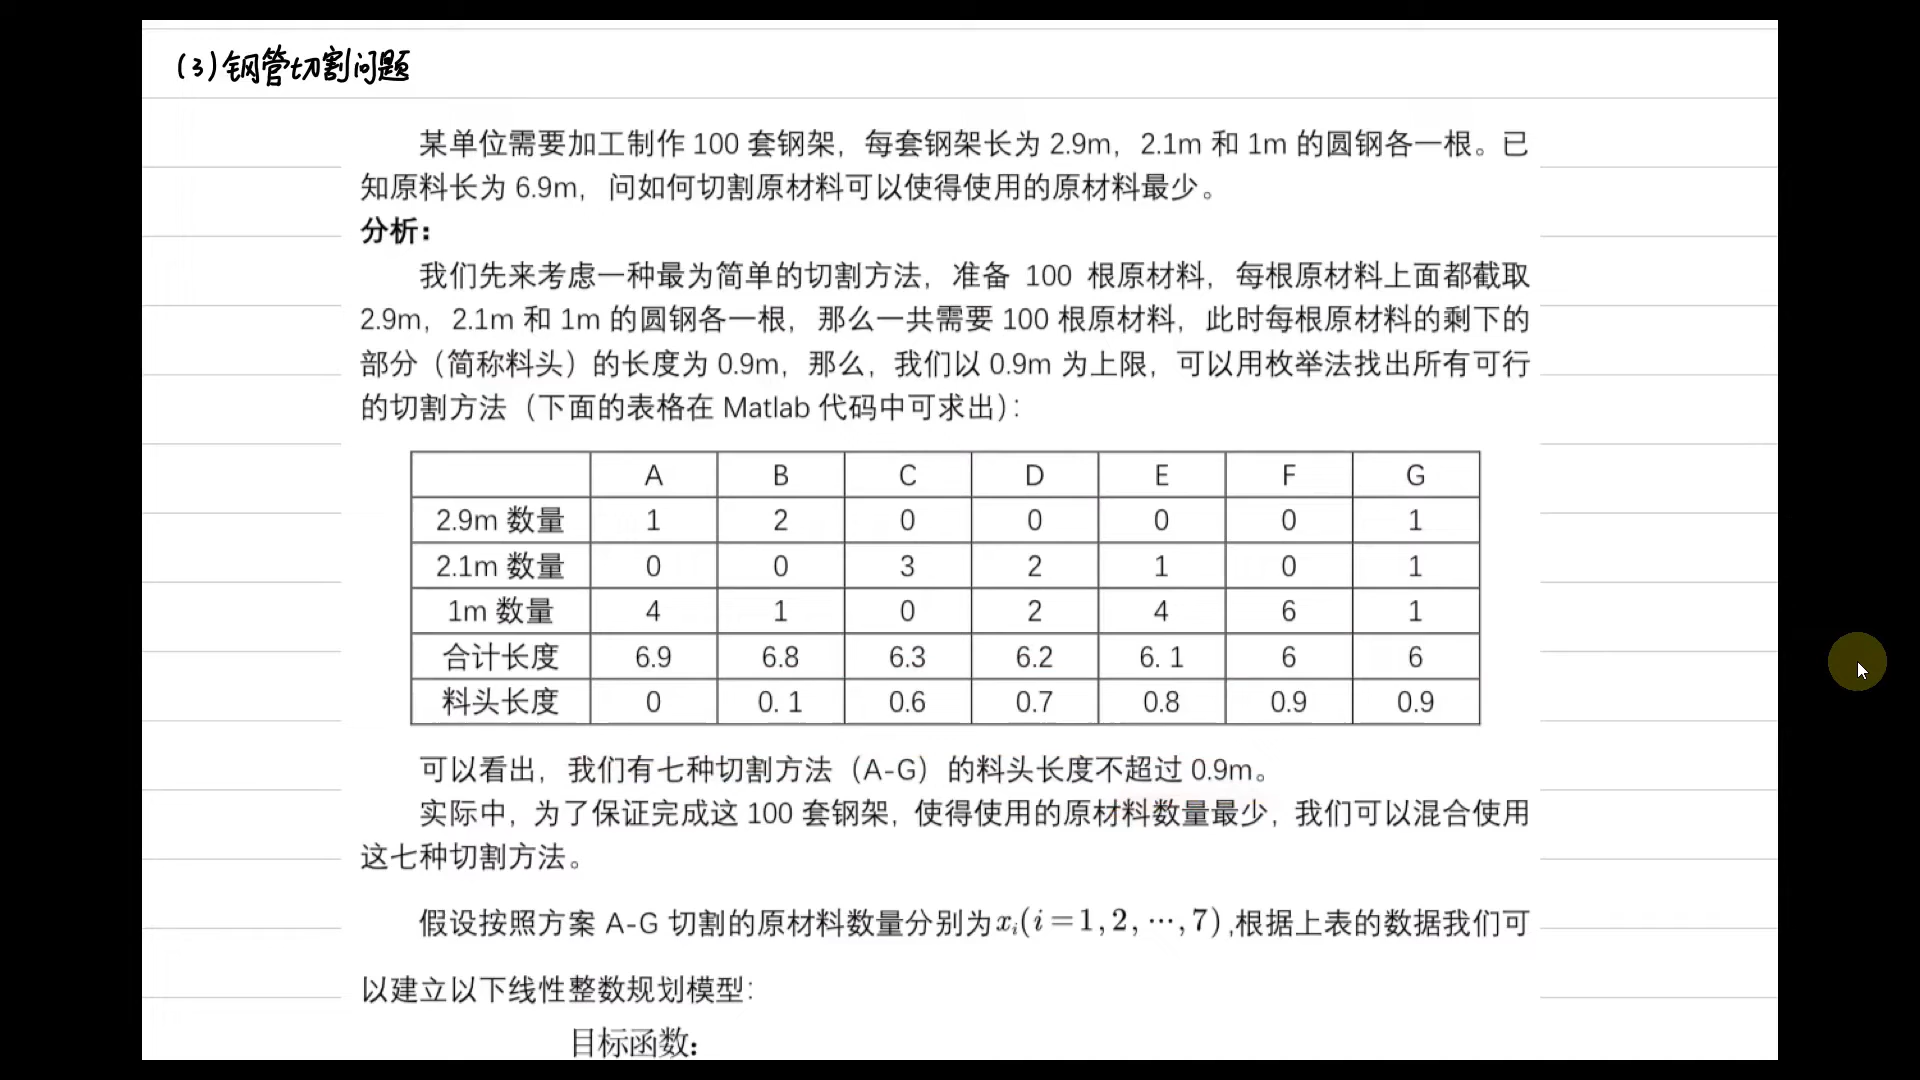 (3)钢管切割问题
某单位需要加工制作 100 套钢架，每套钢架长为 2.9m，2.1m 和 1m 的圆钢各一根。已
知原料长为 6.9m，问如何切割原材料可以使得使用的原材料最少。
分析：
我们先来考虑一种最为简单的切割方法，准备 100 根原材料，每根原材料上面都截取
2.9m，2.1m 和 1m 的圆钢各一根，那么一共需要 100 根原材料，此时每根原材料的剩下的
部分（简称料头）的长度为 0.9m，那么，我们以 0.9m 为上限，可以用枚举法找出所有可行
的切割方法（下面的表格在 Matlab 代码中可求出）：
A B C D E F G
2.9m 数量 1 2 0 0 0 0 1
2.1m 数量 0 0 3 2 1 0 1
1m 数量 4 1 0 2 4 6 1
合计长度 6.9 6.8 6.3 6.2 6. 1 6 6
料头长度 0 0. 1 0.6 0.7 0.8 0.9 0.9
可以看出，我们有七种切割方法（A-G）的料头长度不超过 0.9m。
实际中，为了保证完成这 100 套钢架，使得使用的原材料数量最少，我们可以混合使用
这七种切割方法。
假设按照方案 A-G 切割的原材料数量分别为xᵢ(i=1,2,⋯,7),根据上表的数据我们可
以建立以下线性整数规划模型：
目标函数：